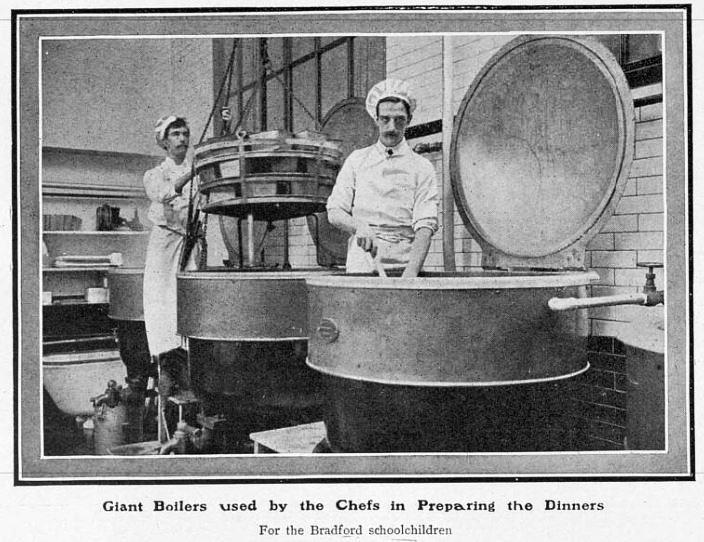 Giant Boilers used by the Chefs in Preparing the Dinners
For the Bradford schoolchildren